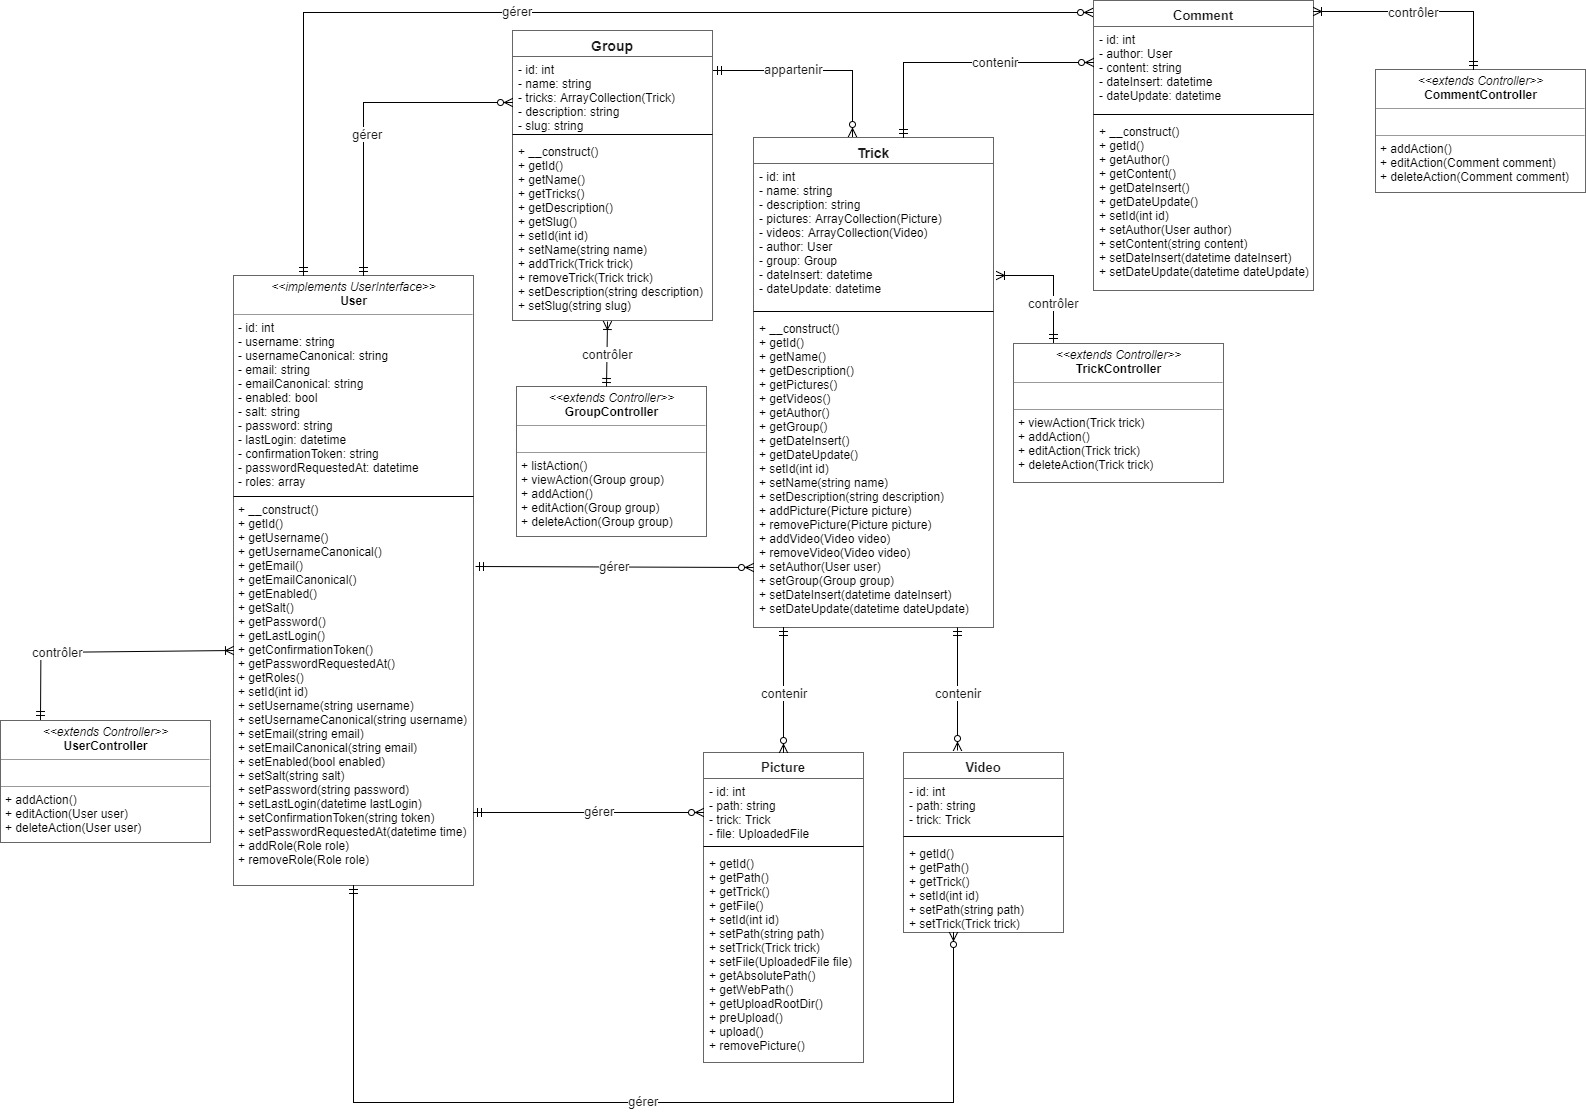 gérer
Comment
- id: int
- author: User
- content: string
- dateInsert: datetime
- dateUpdate: datetime
+ __construct()
+ getId()
+ getAuthor()
+ getContent()
+ getDateInsert()
+ getDateUpdate()
+ setId(int id)
+ setAuthor(User author)
+ setContent(string content)
+ setDateInsert(datetime dateInsert)
+ setDateUpdate(datetime dateUpdate)
contrôler
<<extends Controller>>
CommentController
+ addAction()
+ editAction(Comment comment)
+ deleteAction(Comment comment)
Group
- id: int
- name: string
- tricks: ArrayCollection(Trick)
- description: string
- slug: string
+ __construct()
+ getId()
+ getName()
+ getTricks()
+ getDescription()
+ getSlug()
+ setId(int id)
+ setName(string name)
+ addTrick(Trick trick)
+ removeTrick(Trick trick)
+ setDescription(string description)
+ setSlug(string slug)
appartenir
contenir
gérer
Trick
- id: int
- name: string
- description: string
- pictures: ArrayCollection(Picture)
- videos: ArrayCollection(Video)
- author: User
- group: Group
- dateInsert: datetime
- dateUpdate: datetime
+ __construct()
+ getId()
+ getName()
+ getDescription()
+ getPictures()
+ getVideos()
+ getAuthor()
+ getGroup()
+ getDateInsert()
+ getDateUpdate()
+ setId(int id)
+ setName(string name)
+ setDescription(string description)
+ addPicture(Picture picture)
+ removePicture(Picture picture)
+ addVideo(Video video)
+ removeVideo(Video video)
+ setAuthor(User user)
+ setGroup(Group group)
+ setDateInsert(datetime dateInsert)
+ setDateUpdate(datetime dateUpdate)
contrôler
<<extends Controller>>
TrickController
+ viewAction(Trick trick)
+ addAction()
+ editAction(Trick trick)
+ deleteAction(Trick trick)
contrôler
<<extends Controller>>
GroupController
+ listAction()
+ viewAction(Group group)
+ addAction()
+ editAction(Group group)
+ deleteAction(Group group)
<<implements UserInterface>>
User
- id: int
- username: string
- usernameCanonical: string
- email: string
- emailCanonical: string
- enabled: bool
- salt: string
- password: string
- lastLogin: datetime
- confirmationToken: string
- passwordRequestedAt: datetime
- roles: array
+ __construct()
+ getId()
+ getUsername()
+ getUsernameCanonical()
+ getEmail()
+ getEmailCanonical()
+ getEnabled()
+ getSalt()
+ getPassword()
+ getLastLogin()
+ getConfirmationToken()
+ getPasswordRequestedAt()
+ getRoles()
+ setId(int id)
+ setUsername(string username)
+ setUsernameCanonical(string username)
+ setEmail(string email)
+ setEmailCanonical(string email)
+ setEnabled(bool enabled)
+ setSalt(string salt)
+ setPassword(string password)
+ setLastLogin(datetime lastLogin)
+ setConfirmationToken(string token)
+ setPasswordRequestedAt(datetime time)
+ addRole(Role role)
+ removeRole(Role role)
gérer
contrôler
<<extends Controller>>
UserController
+ addAction()
+ editAction(User user)
+ deleteAction(User user)
contenir
contenir
gérer
Picture
- id: int
- path: string
- trick: Trick
- file: UploadedFile
+ getId()
+ getPath()
+ getTrick()
+ getFile()
+ setId(int id)
+ setPath(string path)
+ setTrick(Trick trick)
+ setFile(UploadedFile file)
+ getAbsolutePath()
+ getWebPath()
+ getUploadRootDir()
+ preUpload()
+ upload()
+ removePicture()
Video
- id: int
- path: string
- trick: Trick
+ getId()
+ getPath()
+ getTrick()
+ setId(int id)
+ setPath(string path)
+ setTrick(Trick trick)
gérer